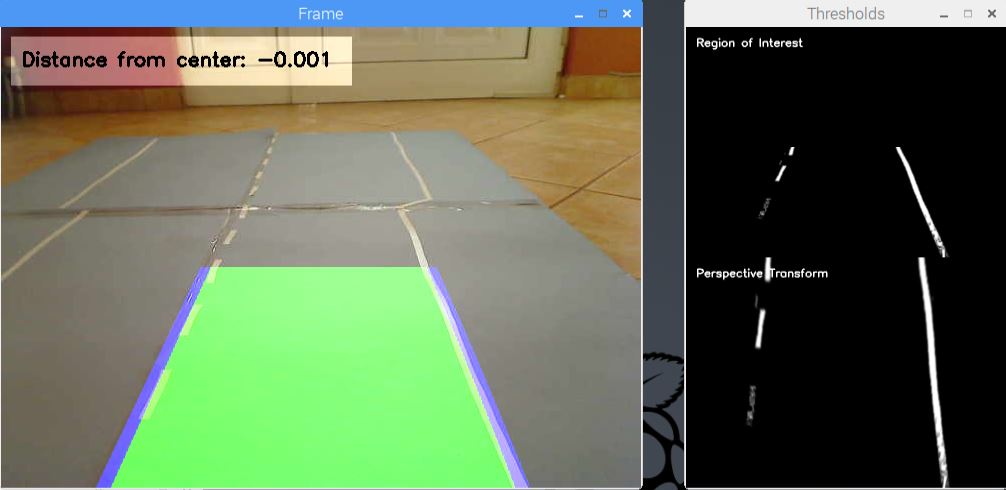 Frame
Distance from center: -0.001
Thresholds
Region of Interest
Perspective Transform